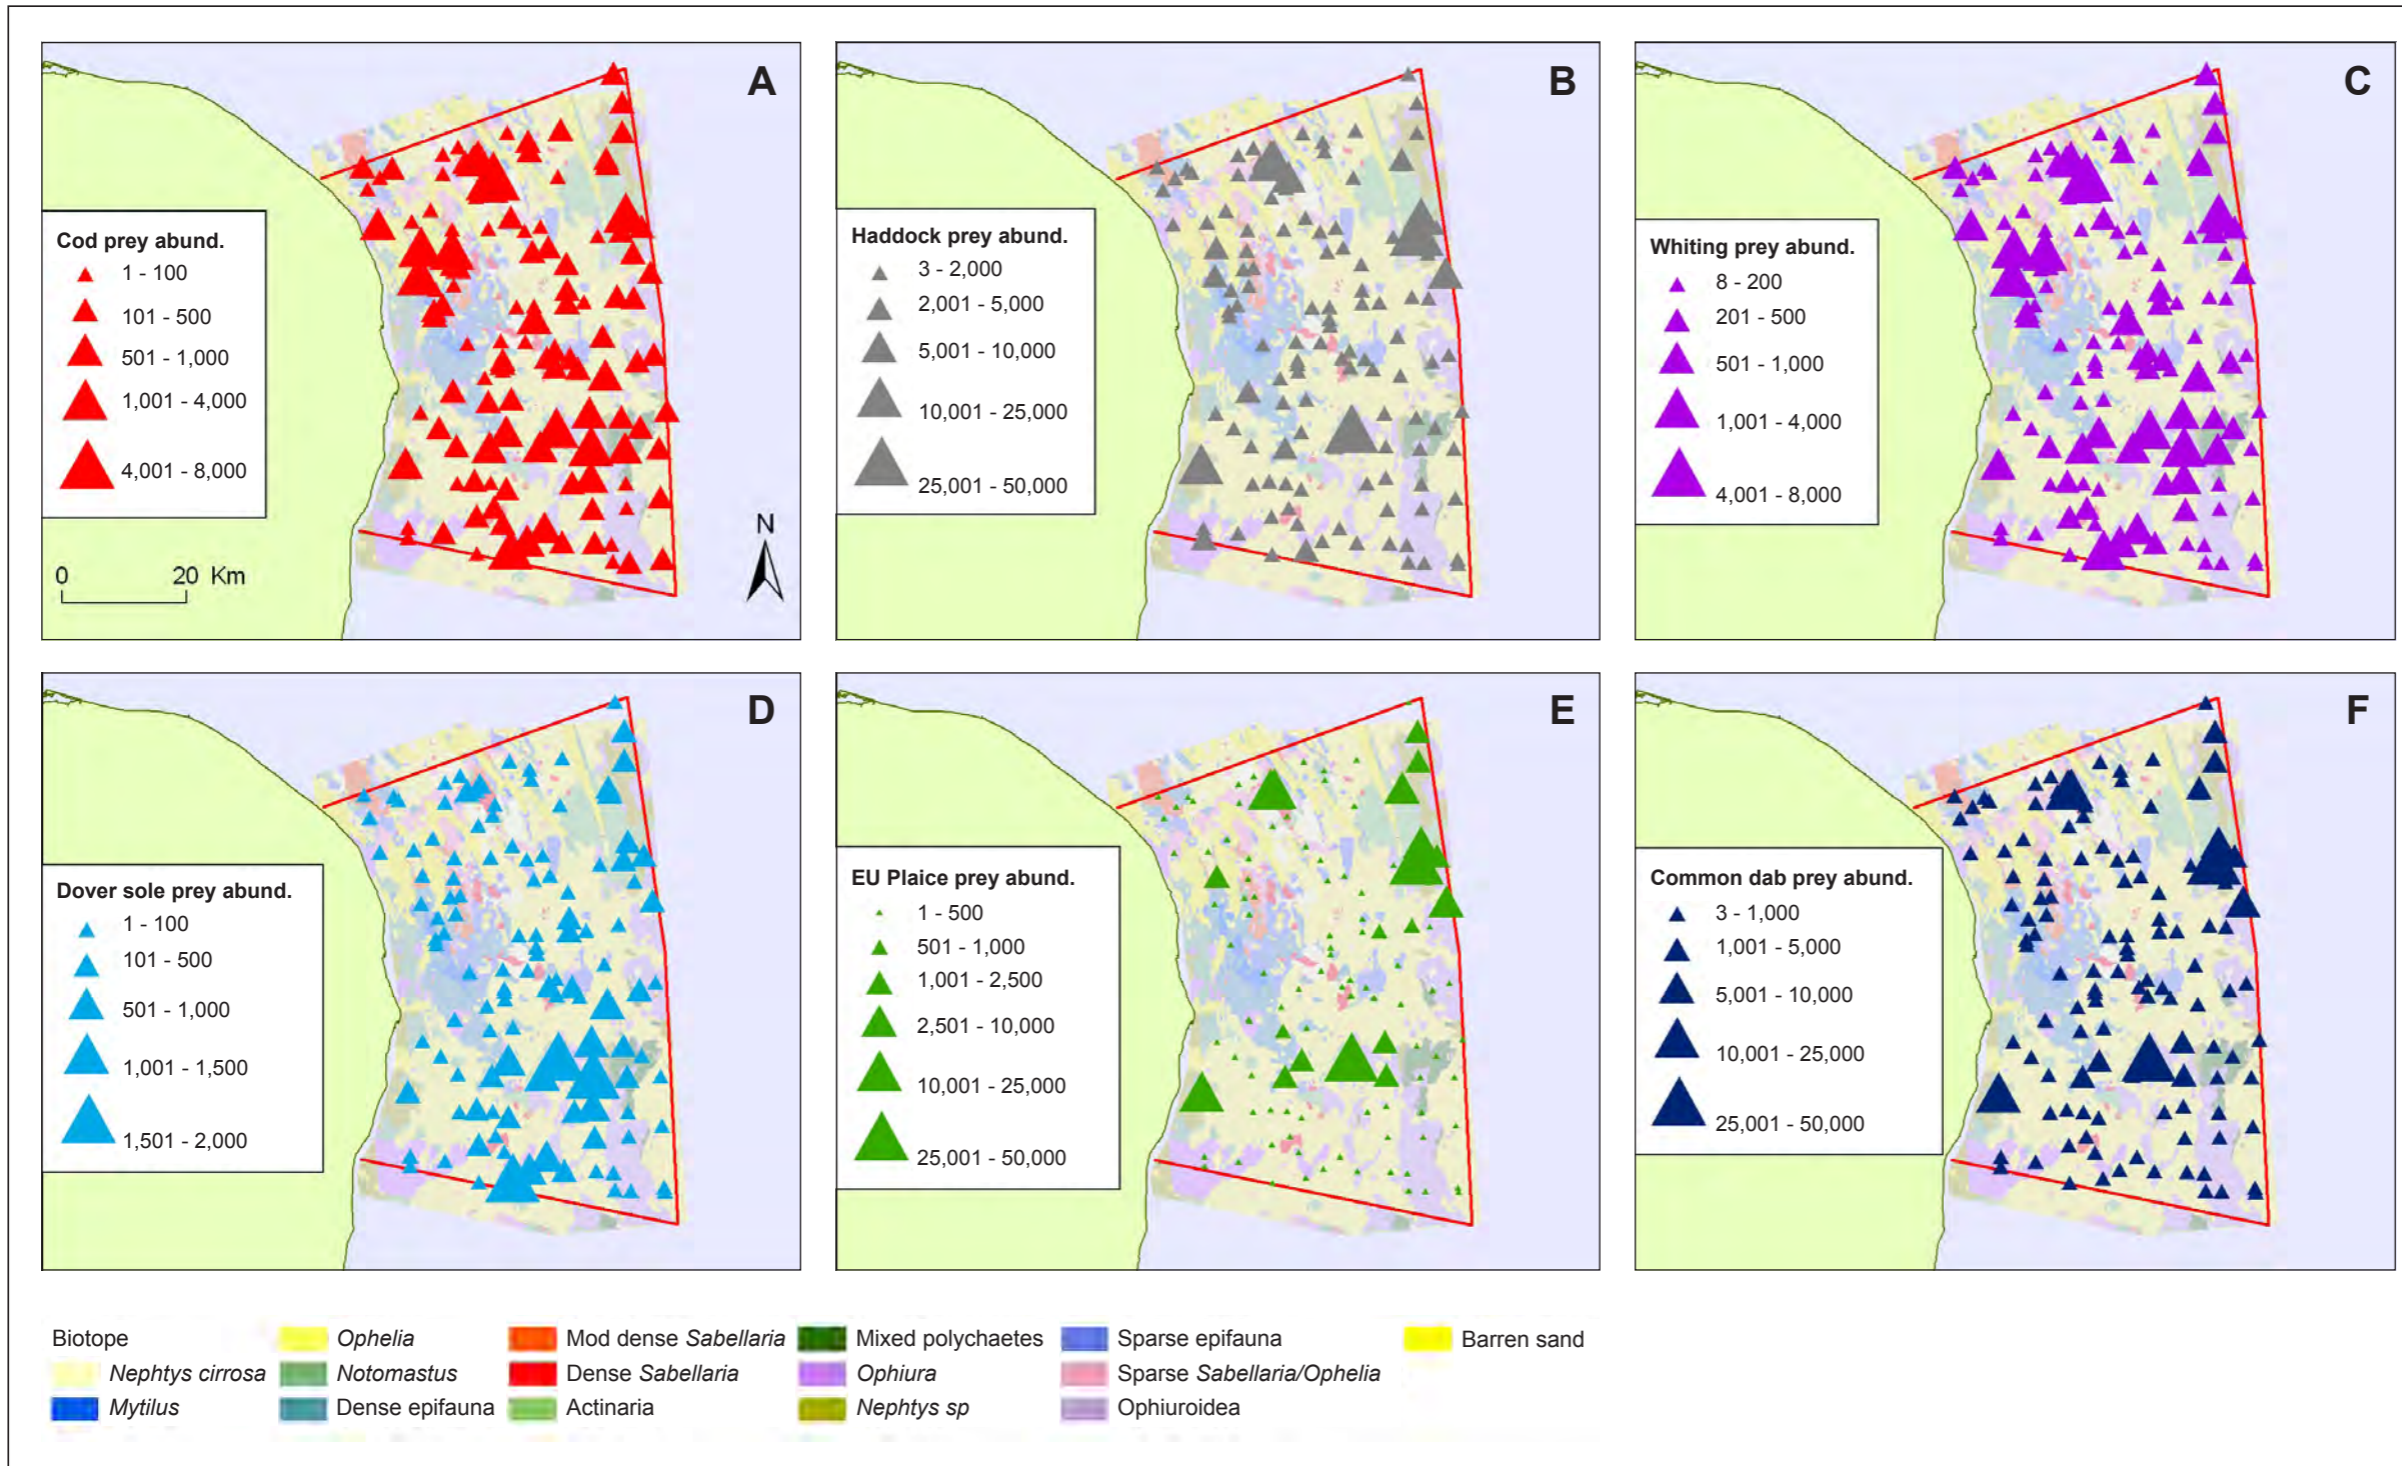 A
Cod prey abund.
1 - 100
101 - 500
501 - 1,000
1,001 - 4,000
4,001 - 8,000
0 20 Km
N
B
Haddock prey abund.
3 - 2,000
2,001 - 5,000
5,001 - 10,000
10,001 - 25,000
25,001 - 50,000
C
Whiting prey abund.
8 - 200
201 - 500
501 - 1,000
1,001 - 4,000
4,001 - 8,000
D
Dover sole prey abund.
1 - 100
101 - 500
501 - 1,000
1,001 - 1,500
1,501 - 2,000
E
EU Plaice prey abund.
1 - 500
501 - 1,000
1,001 - 2,500
2,501 - 10,000
10,001 - 25,000
25,001 - 50,000
F
Common dab prey abund.
3 - 1,000
1,001 - 5,000
5,001 - 10,000
10,001 - 25,000
25,001 - 50,000
Biotope
Nephtys cirrosa
Mytilus
Ophelia
Notomastus
Dense epifauna
Mod dense Sabellaria
Dense Sabellaria
Actinaria
Mixed polychaetes
Ophiura
Nephtys sp
Sparse epifauna
Sparse Sabellaria/Ophelia
Ophiuroidea
Barren sand